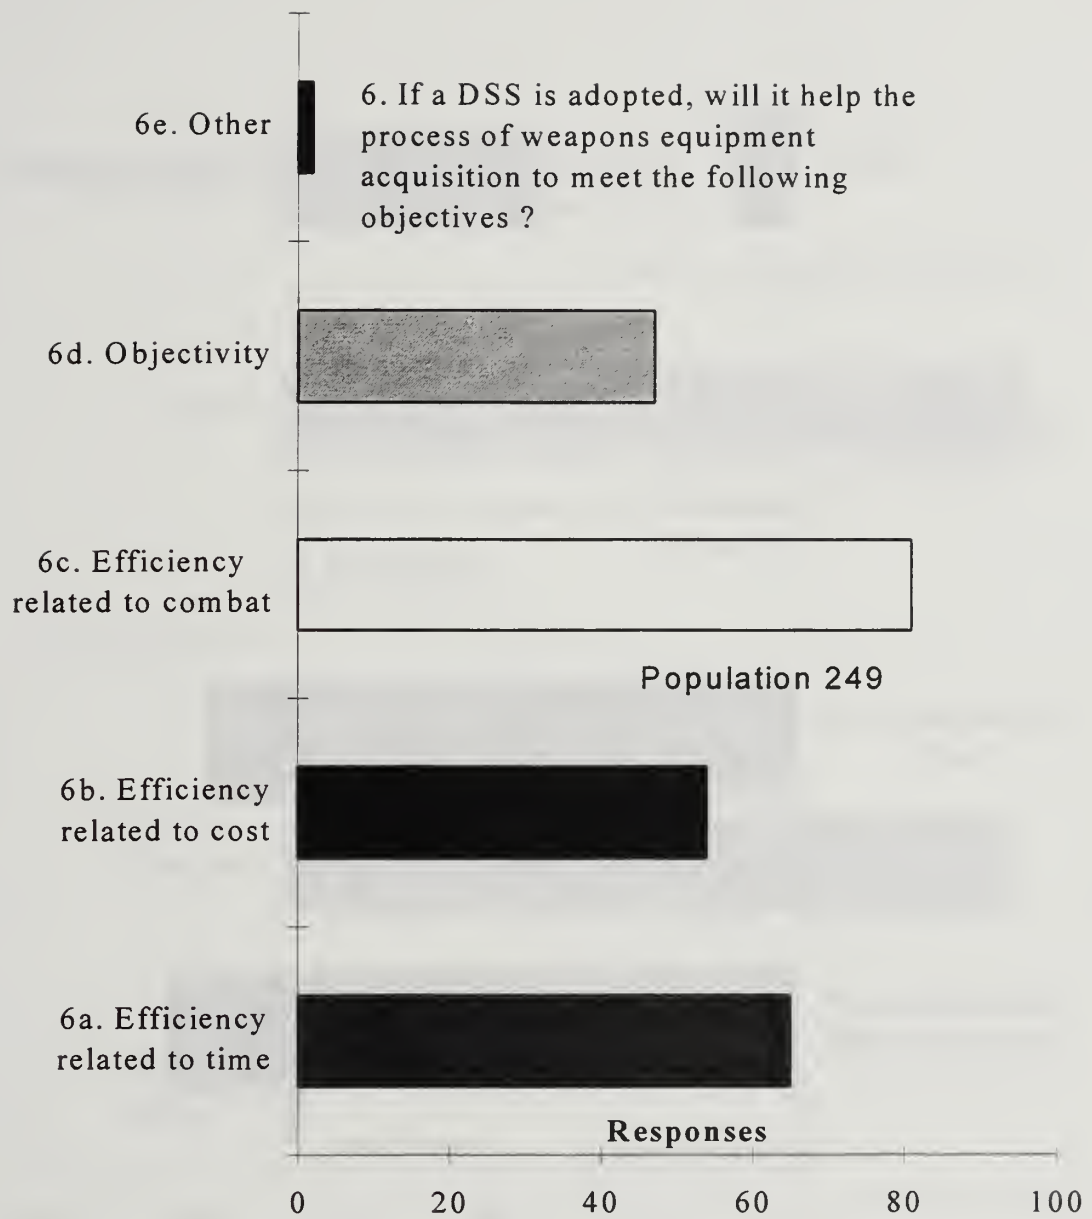 6e. Other
6. If a DSS is adopted, will it help the
process of weapons equipment
acquisition to meet the following
objectives ?
6d. Objectivity
6c. Efficiency
related to combat
Population 249
6b. Efficiency
related to cost
6a. Efficiency
related to time
Responses
0 20 40 60 80 100